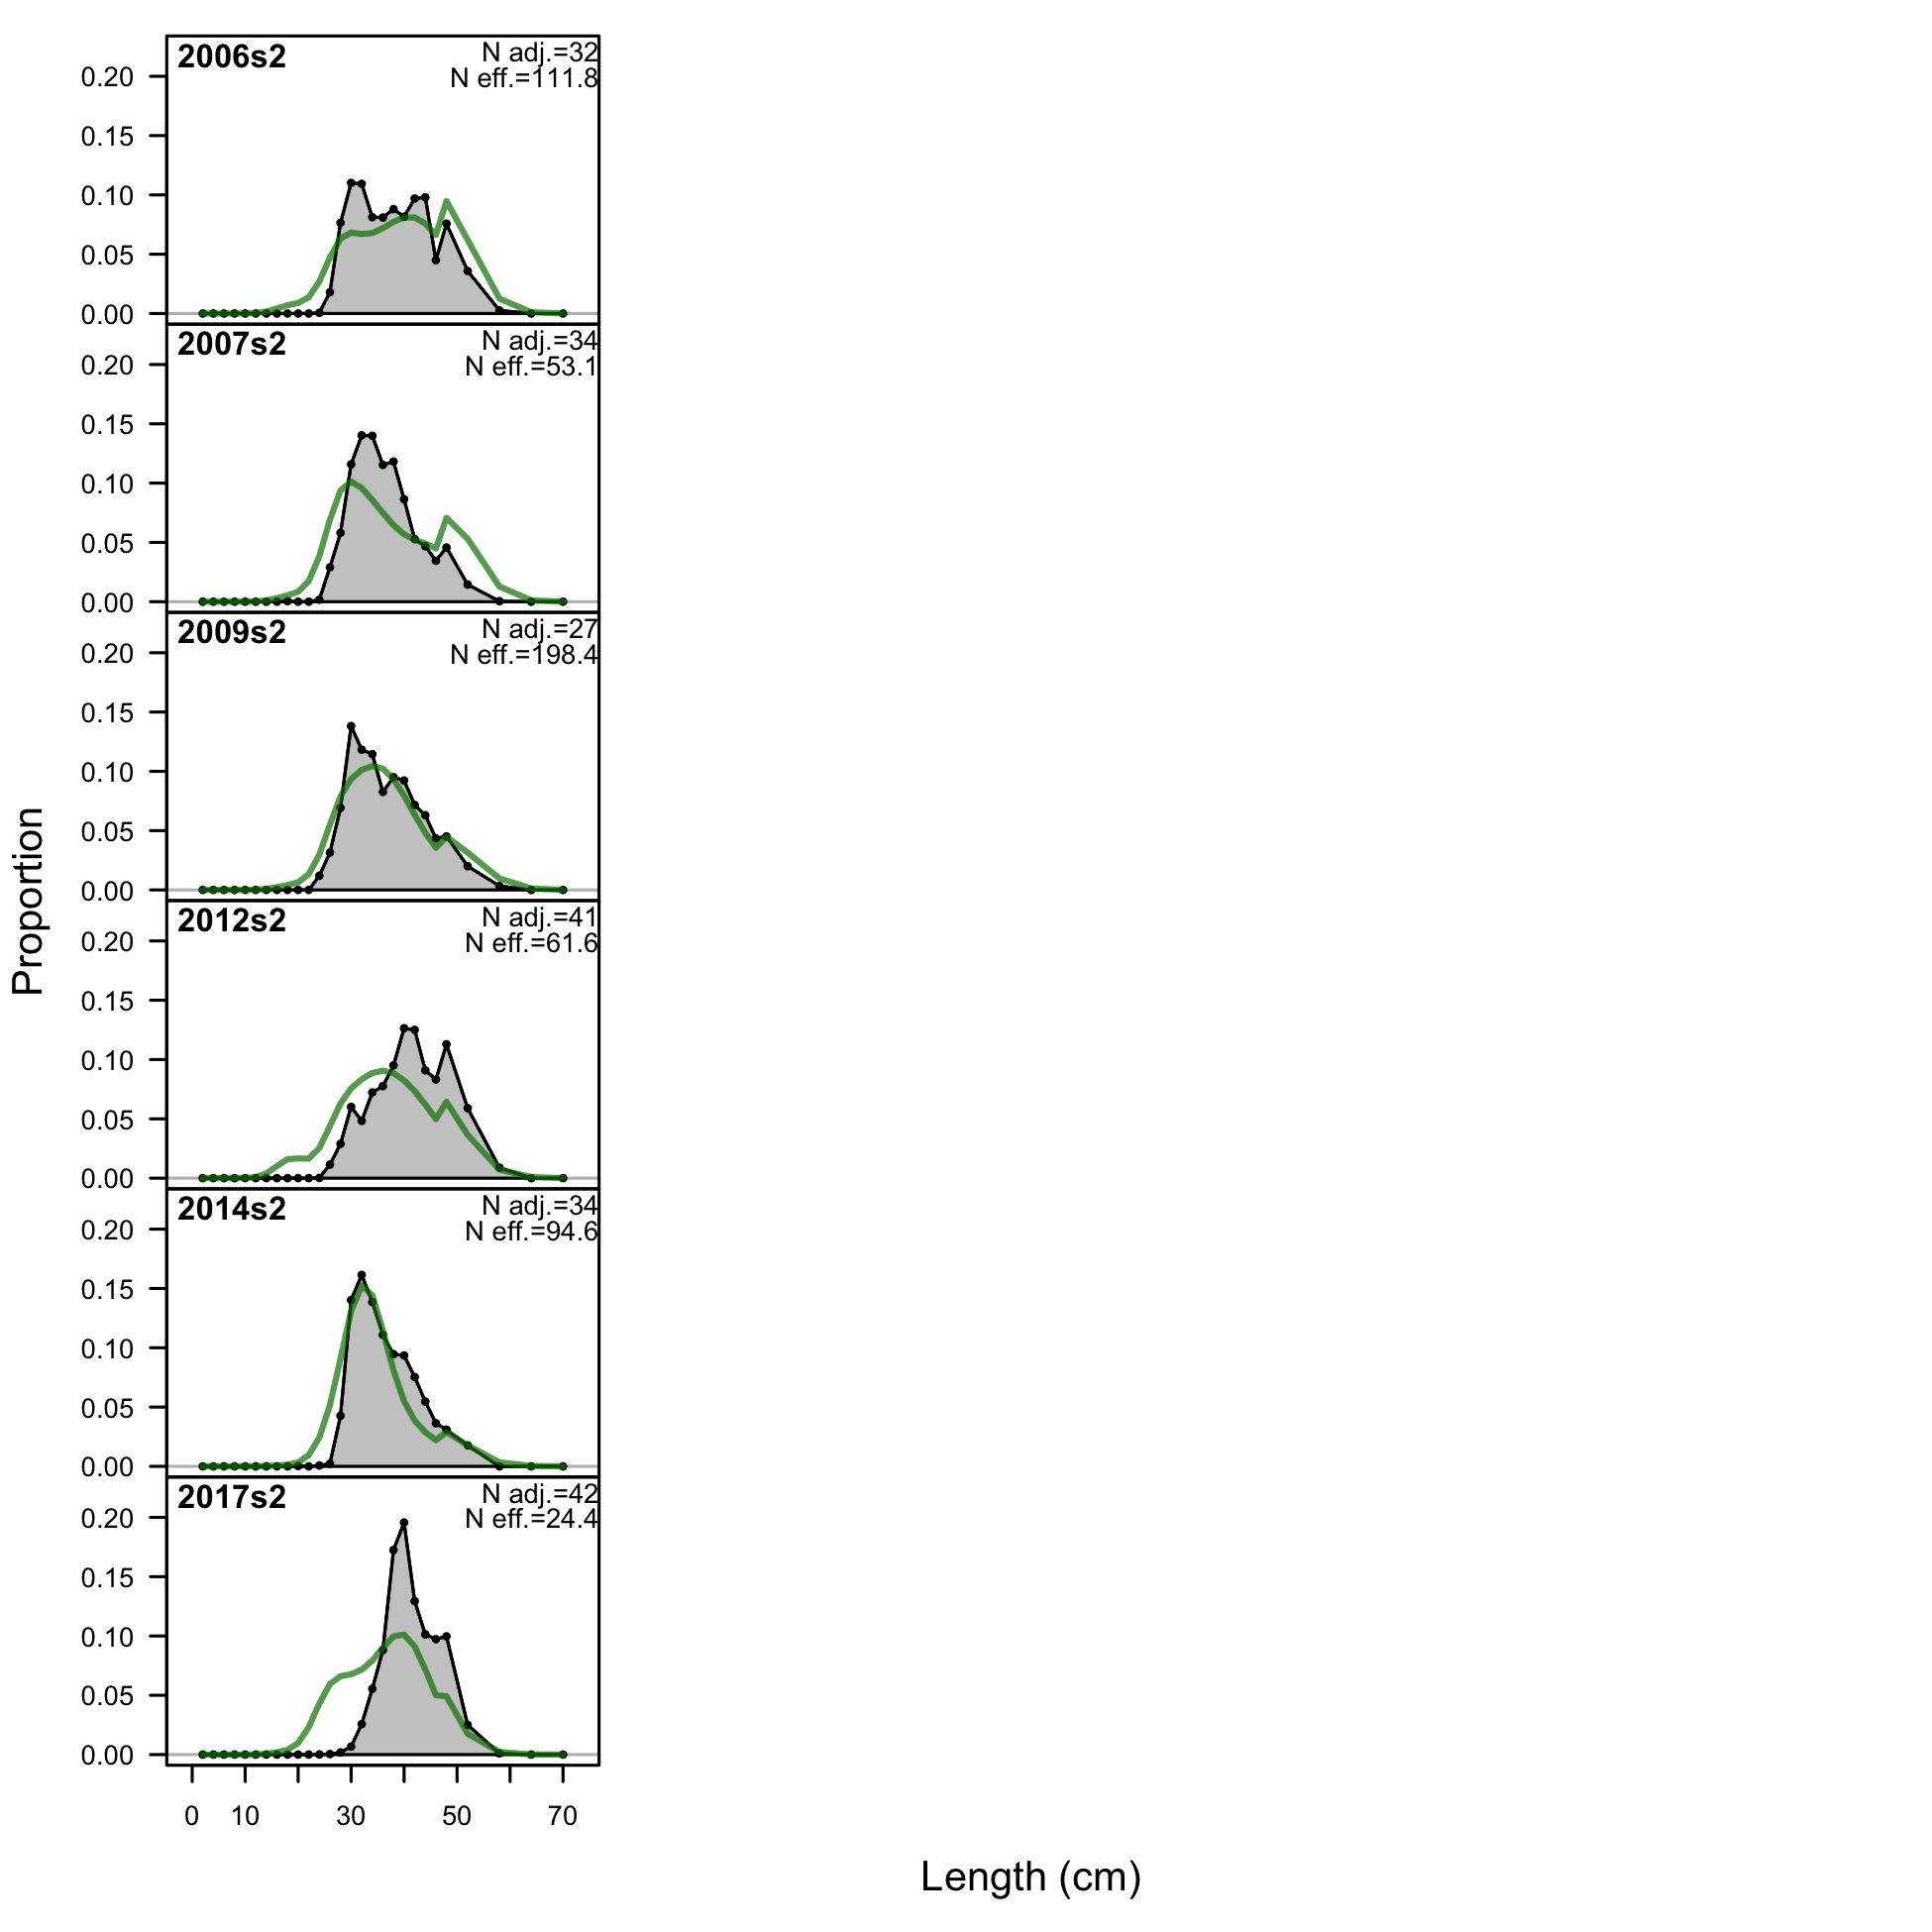 Proportion
2006s2
N adj.=32
N eff.=111.8
0.20
0.15
0.10
0.05
0.00
2007s2
N adj.=34
N eff.=53.1
0.20
0.15
0.10
0.05
0.00
2009s2
N adj.=27
N eff.=198.4
0.20
0.15
0.10
0.05
0.00
2012s2
N adj.=41
N eff.=61.6
0.20
0.15
0.10
0.05
0.00
2014s2
N adj.=34
N eff.=94.6
0.20
0.15
0.10
0.05
0.00
2017s2
N adj.=42
N eff.=24.4
0.20
0.15
0.10
0.05
0.00
0 10 30 50 70
Length (cm)